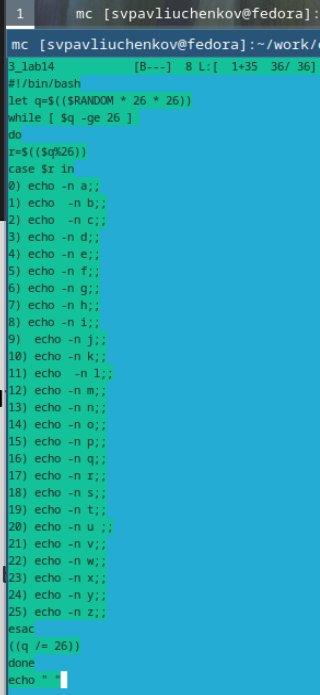 1 mc [svpavliuchenkov@fedora]:
mc [svpavliuchenkov@fedora]:~/work/
3_lab14 [B---] 8 L:[ 1+35 36/ 36]
#!/bin/bash
let q=$(($RANDOM * 26 * 26))
while [ $q -ge 26 ]
do
r=$(($q%26))
case $r in
0) echo -n a;;
1) echo  -n b;;
2) echo  -n c;;
3) echo -n d;;
4) echo -n e;;
5) echo -n f;;
6) echo -n g;;
7) echo -n h;;
8) echo -n i;;
9)  echo -n j;;
10) echo -n k;;
11) echo  -n l;;
12) echo -n m;;
13) echo -n n;;
14) echo -n o;;
15) echo -n p;;
16) echo -n q;;
17) echo -n r;;
18) echo -n s;;
19) echo -n t;;
20) echo -n u ;;
21) echo -n v;;
22) echo -n w;;
23) echo -n x;;
24) echo -n y;;
25) echo -n z;;
esac
((q /= 26))
done
echo " "